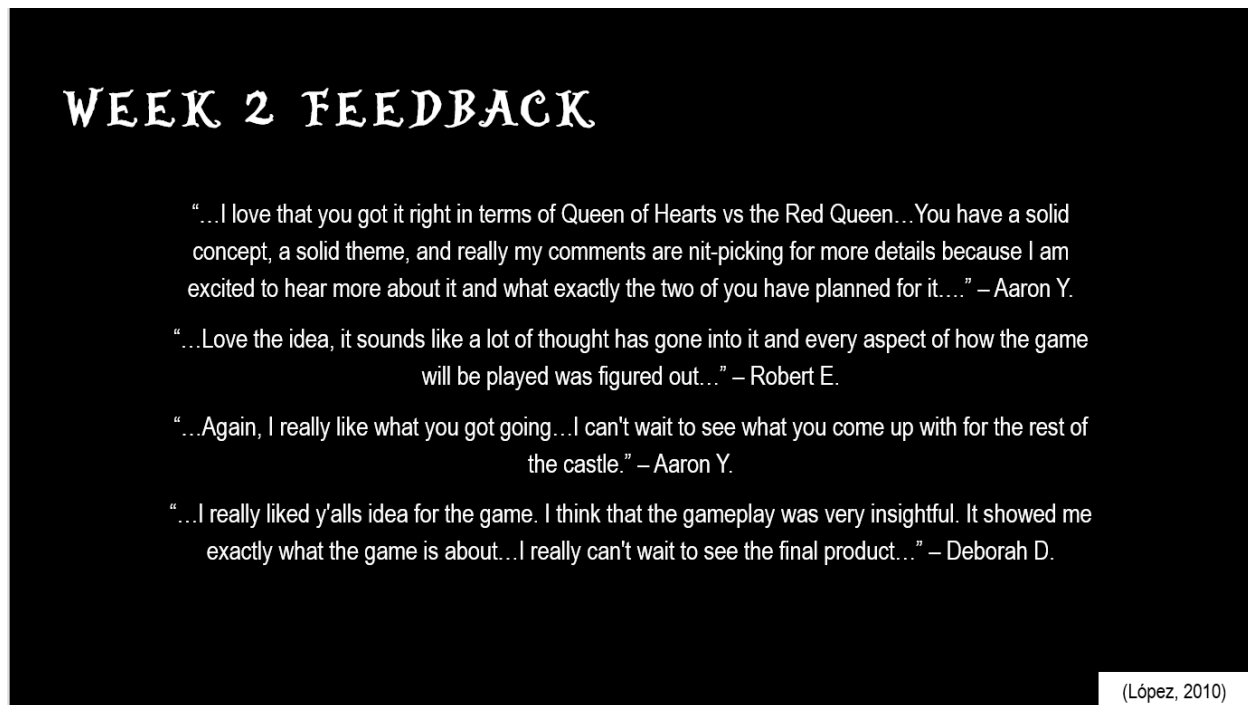 WEEK 2 FEEDBACK
“…I love that you got it right in terms of Queen of Hearts vs the Red Queen…You have a solid
concept, a solid theme, and really my comments are nit-picking for more details because I am
excited to hear more about it and what exactly the two of you have planned for it….” – Aaron Y.
“…Love the idea, it sounds like a lot of thought has gone into it and every aspect of how the game
will be played was figured out…” – Robert E.
“…Again, I really like what you got going…I can't wait to see what you come up with for the rest of
the castle.” – Aaron Y.
“…I really liked y'alls idea for the game. I think that the gameplay was very insightful. It showed me
exactly what the game is about…I really can't wait to see the final product…” – Deborah D.
(López, 2010)